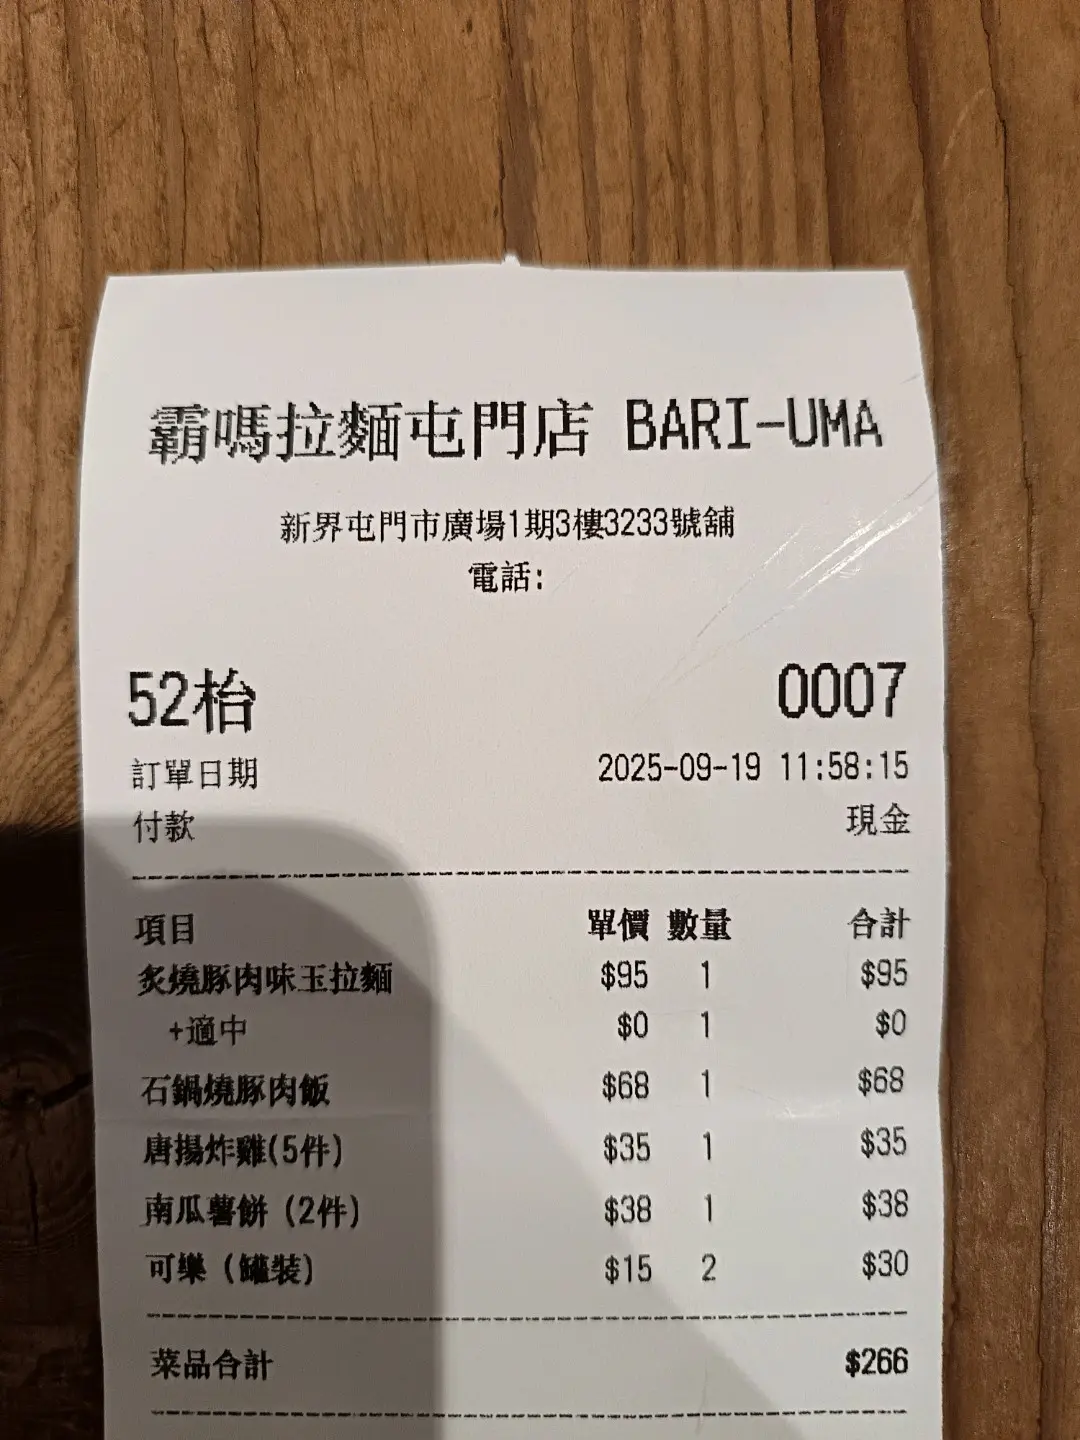 霸嗎拉麵屯門店 BARI-UMA
新界屯門市廣場1期3樓3233號舖
電話:
52枱 0007
訂單日期 2025-09-19 11:58:15
付款 現金
項目 單價 數量 合計
炙燒豚肉味玉拉麵 $95 1 $95
+適中 $0 1 $0
石鍋燒豚肉飯 $68 1 $68
唐揚炸雞(5件) $35 1 $35
南瓜薯餅 (2件) $38 1 $38
可樂 (罐裝) $15 2 $30
菜品合計 $266